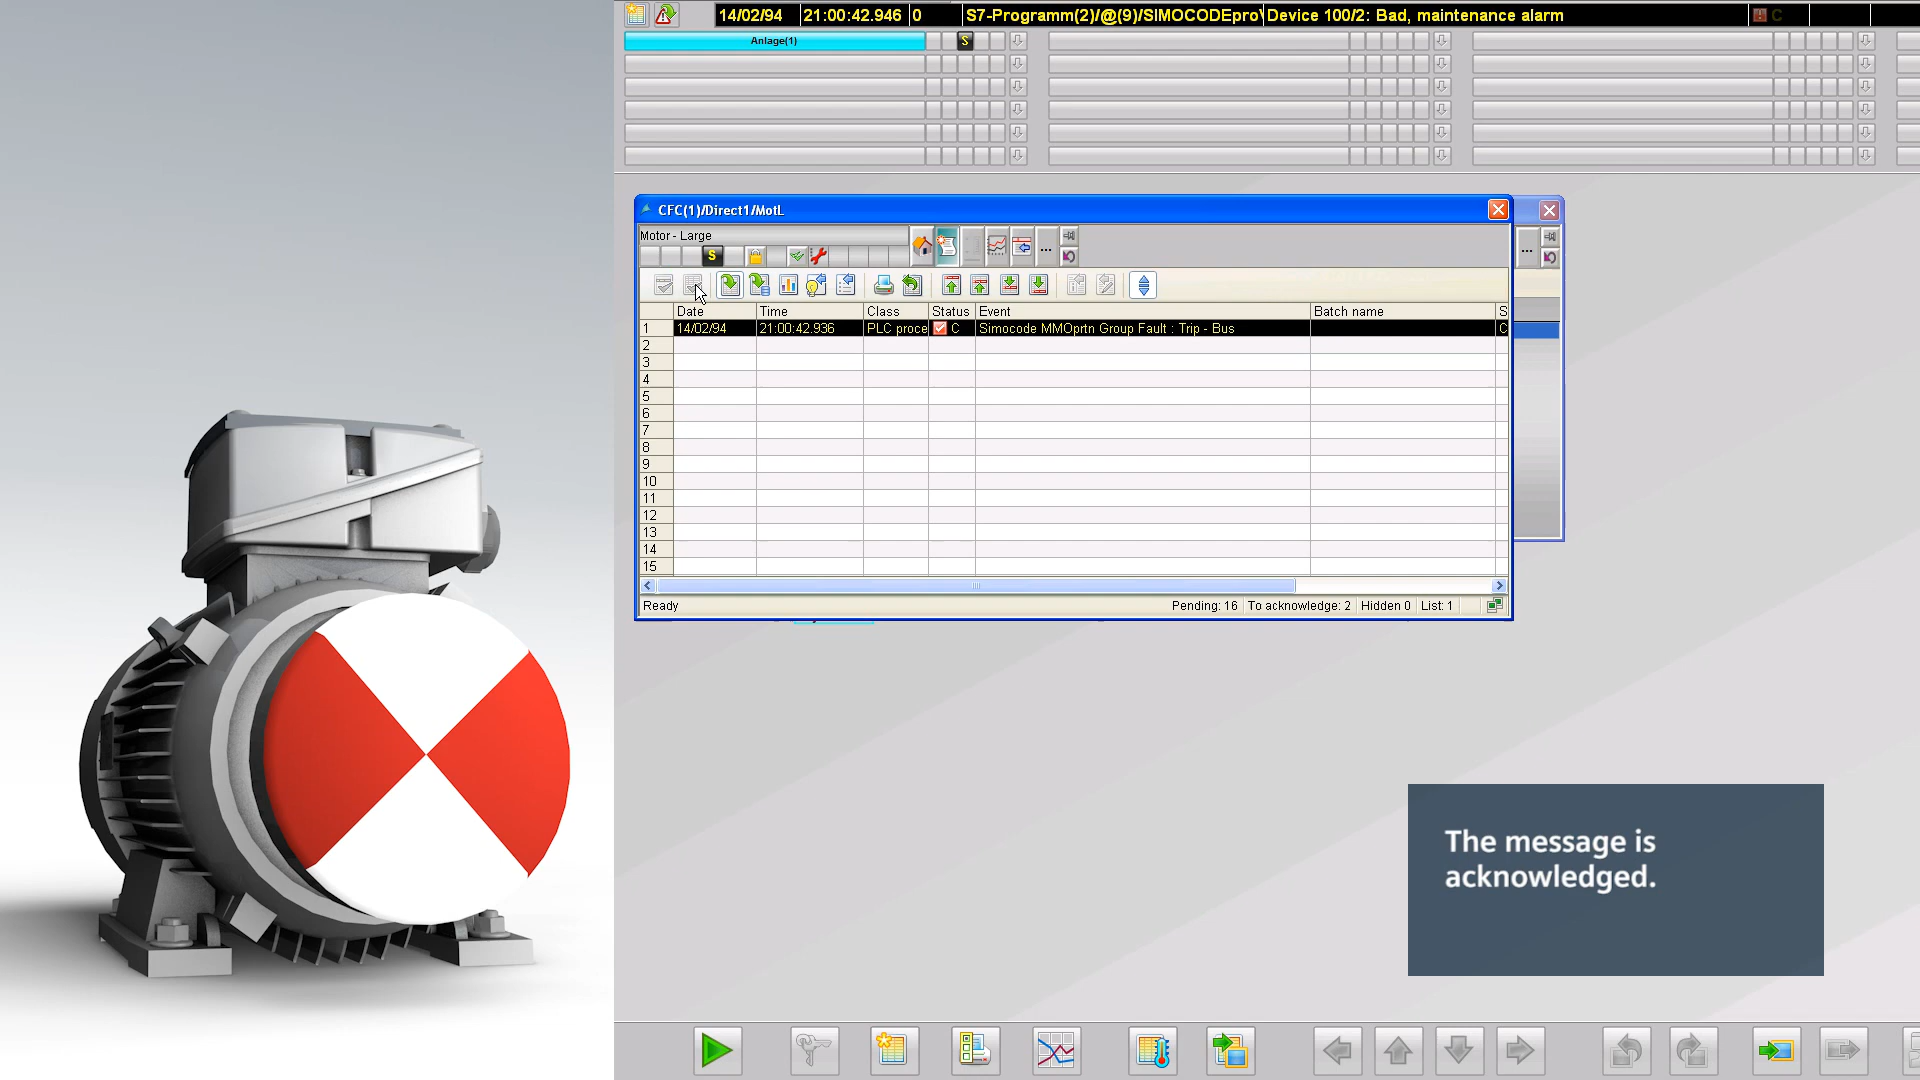 14/02/94 21:00:42.946 0 S7-Programm(2)/@(9)/SIMOCODEpro\ Device 100/2: Bad, maintenance alarm C
Anlage(1) S
CFC(1)/Direct1/MotL
Motor - Large
S ...
...
Date Time Class Status Event Batch name S
1 14/02/94 21:00:42.936 PLC proce C Simocode MMOprtn Group Fault : Trip - Bus C
2
3
4
5
6
7
8
9
10
11
12
13
14
15
Ready Pending: 16 To acknowledge: 2 Hidden 0 List: 1
The message is
acknowledged.